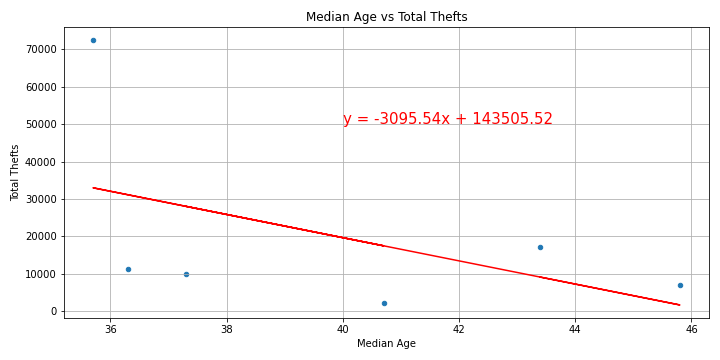 Median Age vs Total Thefts
70000
60000
50000
40000
30000
20000
10000
0
Total Thefts
y = -3095.54x + 143505.52
36 38 40 42 44 46
Median Age